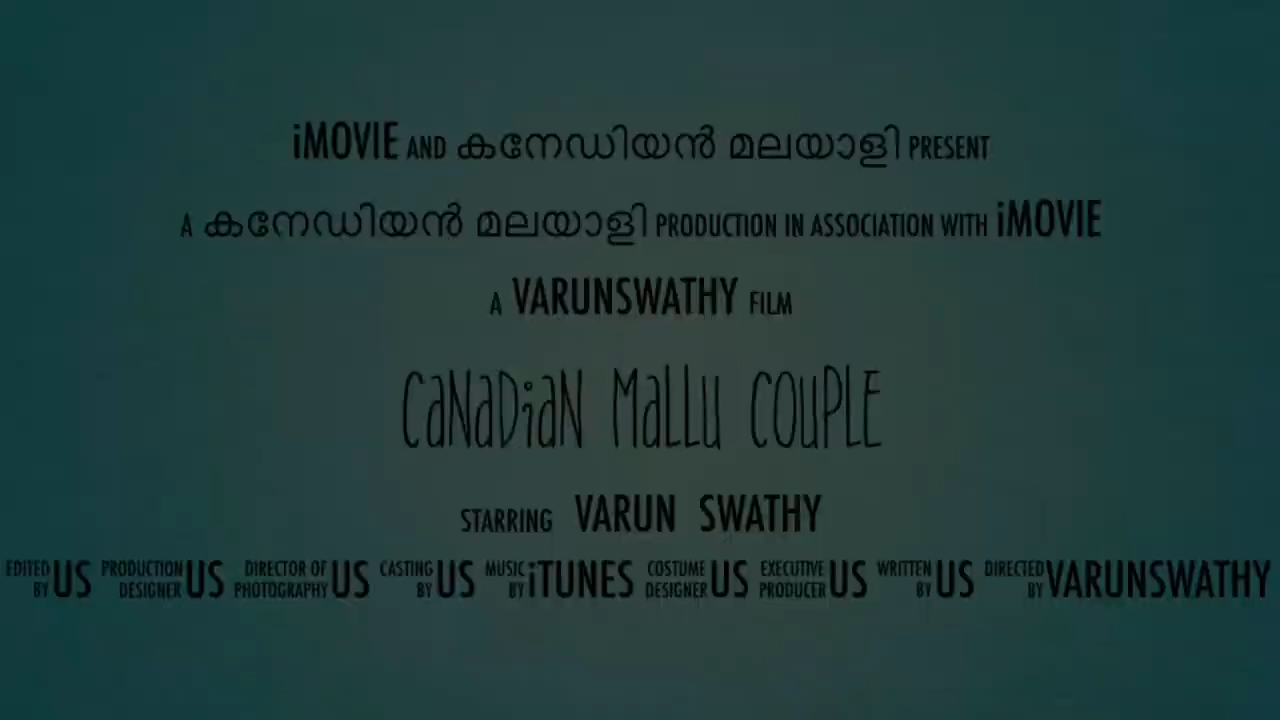 iMOVIE AND കനേഡിയൻ മലയാളി PRESENT
A കനേഡിയൻ മലയാളി PRODUCTION IN ASSOCIATION WITH iMOVIE
A VARUNSWATHY FILM
CaNaDiaN MaLLu COuPLE
STARRING VARUN SWATHY
EDITED BY US PRODUCTION DESIGNER US DIRECTOR OF PHOTOGRAPHY US CASTING BY US MUSIC BY iTUNES COSTUME DESIGNER US EXECUTIVE PRODUCER US WRITTEN BY US DIRECTED BY VARUNSWATHY